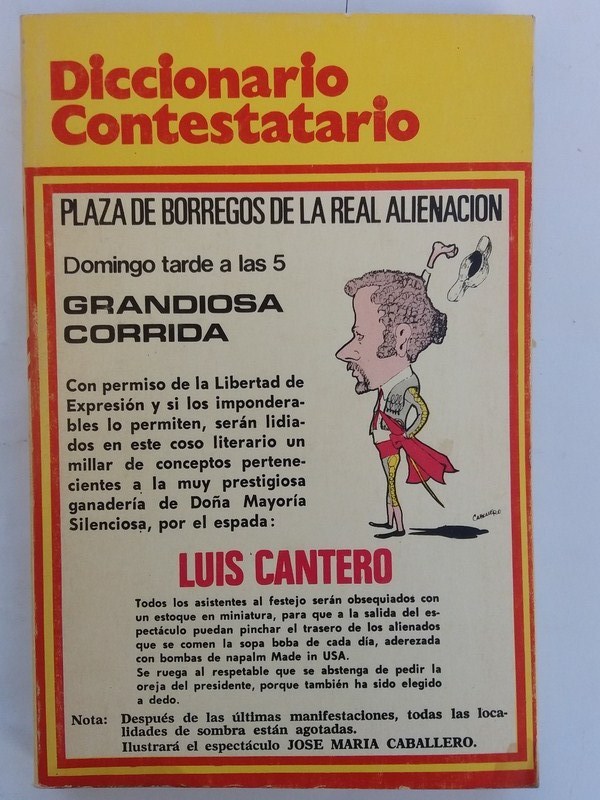 Diccionario
Contestatario
PLAZA DE BORREGOS DE LA REAL ALIENACION
Domingo tarde a las 5
GRANDIOSA
CORRIDA
Con permiso de la Libertad de
Expresión y si los impondera-
bles lo permiten, serán lidia-
dos en este coso literario un
millar de conceptos pertene-
cientes a la muy prestigiosa
ganadería de Doña Mayoría
Silenciosa, por el espada:
CABALLERO
LUIS CANTERO
Todos los asistentes al festejo serán obsequiados con
un estoque en miniatura, para que a la salida del es-
pectáculo puedan pinchar el trasero de los alienados
que se comen la sopa boba de cada día, aderezada
con bombas de napalm Made in USA.
Se ruega al respetable que se abstenga de pedir la
oreja del presidente, porque también ha sido elegido
a dedo.
Nota: Después de las últimas manifestaciones, todas las loca-
lidades de sombra están agotadas.
Ilustrará el espectáculo JOSE MARIA CABALLERO.